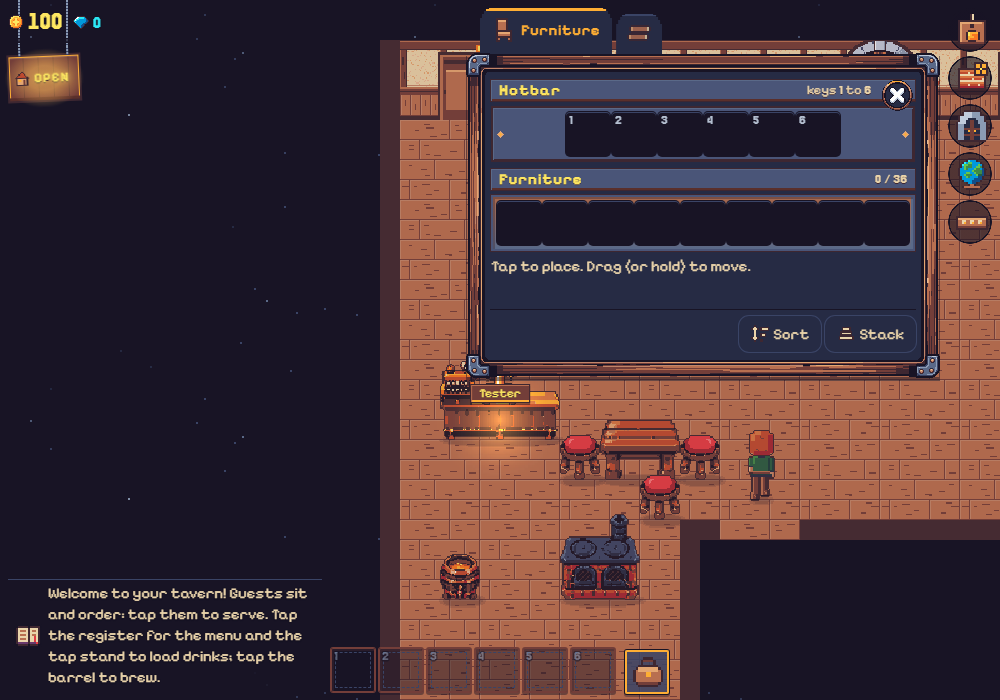 100 0
OPEN
Furniture
Hotbar keys 1 to 6
1 2 3 4 5 6
Furniture 0 / 36
Tap to place. Drag (or hold) to move.
Sort Stack
Tester
Welcome to your tavern! Guests sit
and order: tap them to serve. Tap
the register for the menu and the
tap stand to load drinks; tap the
barrel to brew.
1 2 3 4 5 6